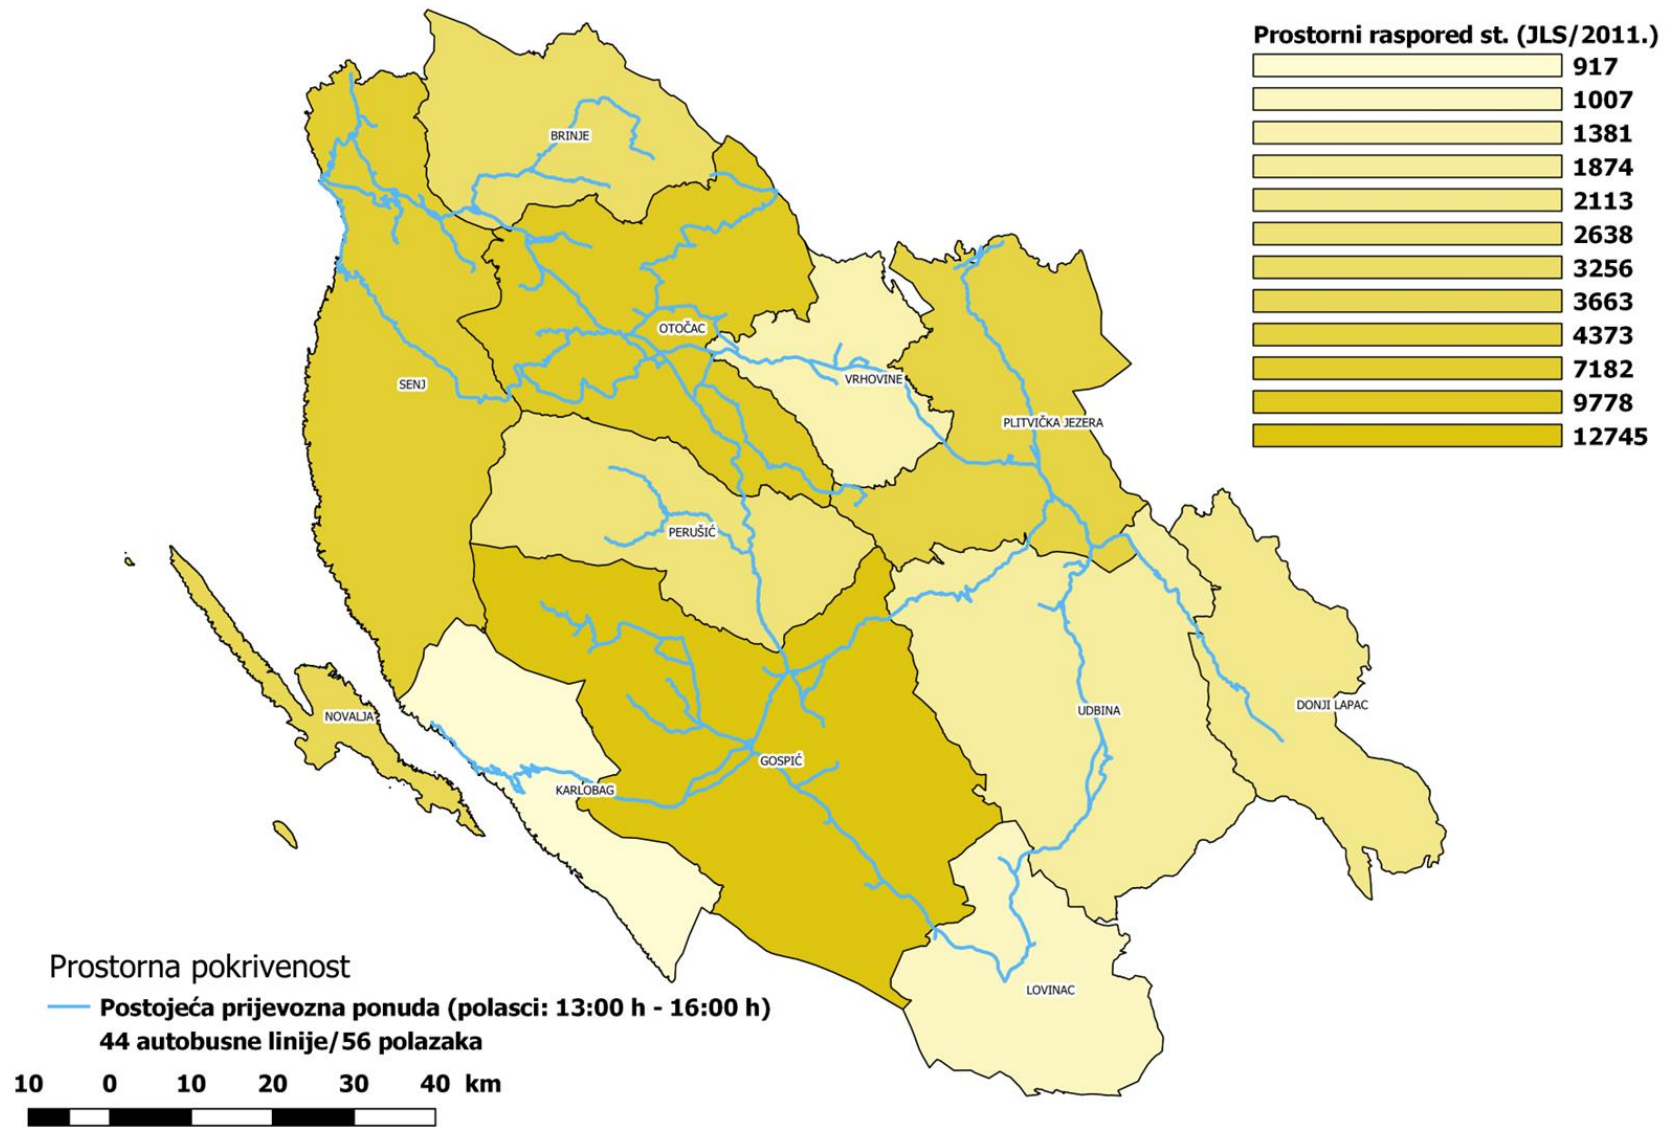 Prostorni raspored st. (JLS/2011.)
917
1007
1381
1874
2113
2638
3256
3663
4373
7182
9778
12745
BRINJE
OTOČAC
SENJ
VRHOVINE
PLITVIČKA JEZERA
PERUŠIĆ
NOVALJA
UDBINA
DONJI LAPAC
GOSPIĆ
KARLOBAG
LOVINAC
Prostorna pokrivenost
Postojeća prijevozna ponuda (polasci: 13:00 h - 16:00 h)
44 autobusne linije/56 polazaka
10 0 10 20 30 40 km